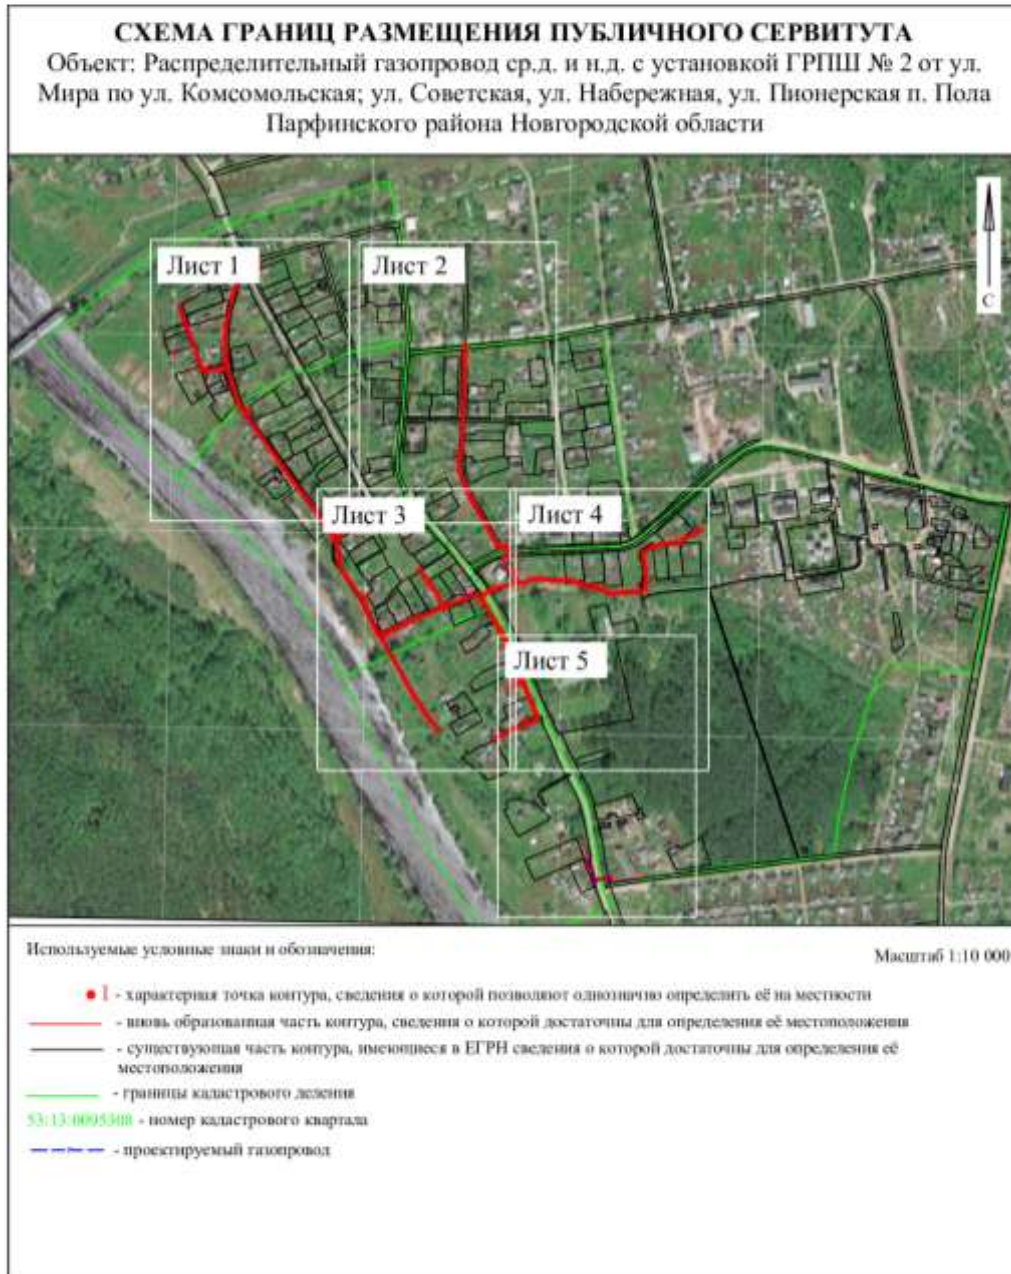 СХЕМА ГРАНИЦ РАЗМЕЩЕНИЯ ПУБЛИЧНОГО СЕРВИТУТА
Объект: Распределительный газопровод ср.д. и н.д. с установкой ГРПШ № 2 от ул.
Мира по ул. Комсомольская; ул. Советская, ул. Набережная, ул. Пионерская п. Пола
Парфинского района Новгородской области
Лист 1
Лист 2
С
Лист 3
Лист 4
Лист 5
Используемые условные знаки и обозначения:
Масштаб 1:10 000
1 - характерная точка контура, сведения о которой позволяют однозначно определить её на местности
- вновь образованная часть контура, сведения о которой достаточны для определения её местоположения
- существующая часть контура, имеющиеся в ЕГРН сведения о которой достаточны для определения её
местоположения
- границы кадастрового деления
53:13:0095308 - номер кадастрового квартала
- проектируемый газопровод